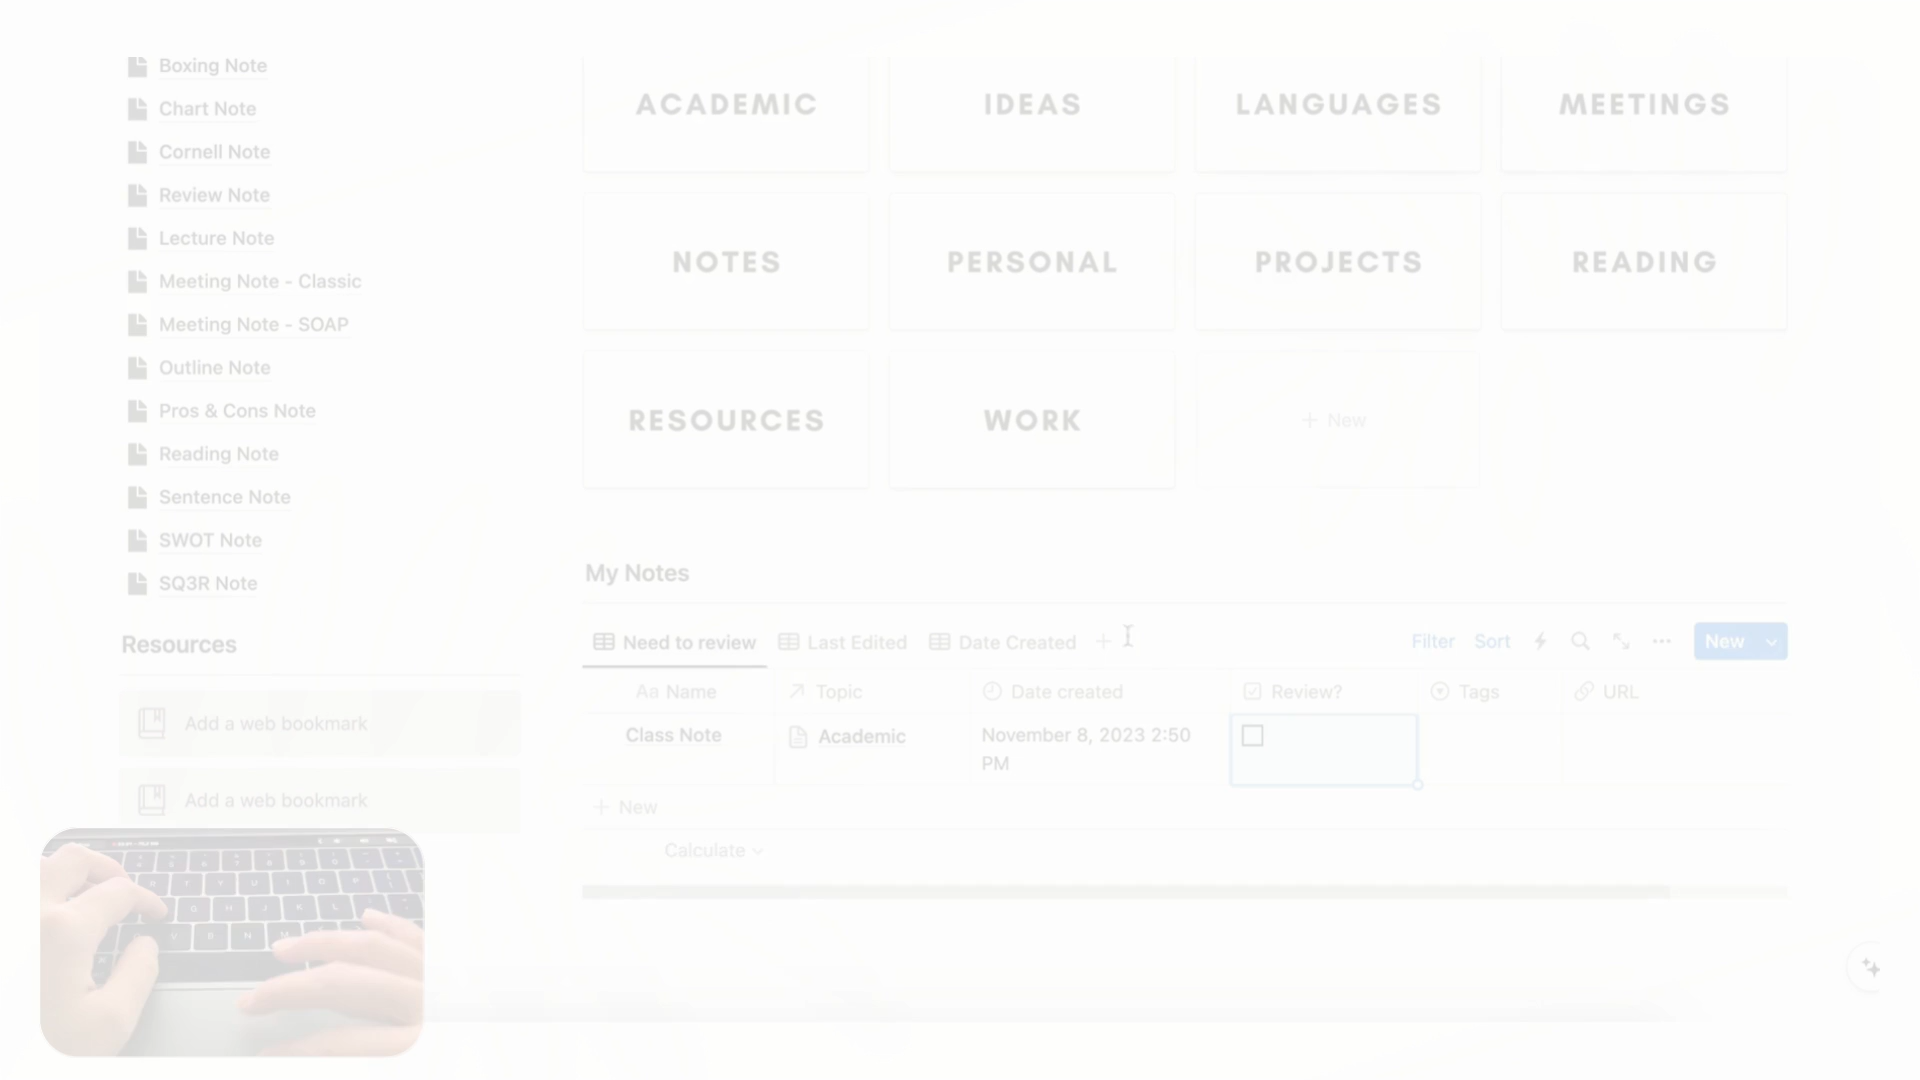 Boxing Note
Chart Note
Cornell Note
Review Note
Lecture Note
Meeting Note - Classic
Meeting Note - SOAP
Outline Note
Pros & Cons Note
Reading Note
Sentence Note
SWOT Note
SQ3R Note
Resources
Add a web bookmark
Add a web bookmark
ACADEMIC IDEAS LANGUAGES MEETINGS
NOTES PERSONAL PROJECTS READING
RESOURCES WORK + New
My Notes
Need to review Last Edited Date Created + Filter Sort New
Aa Name Topic Date created Review? Tags URL
Class Note Academic November 8, 2023 2:50
PM
+ New
Calculate